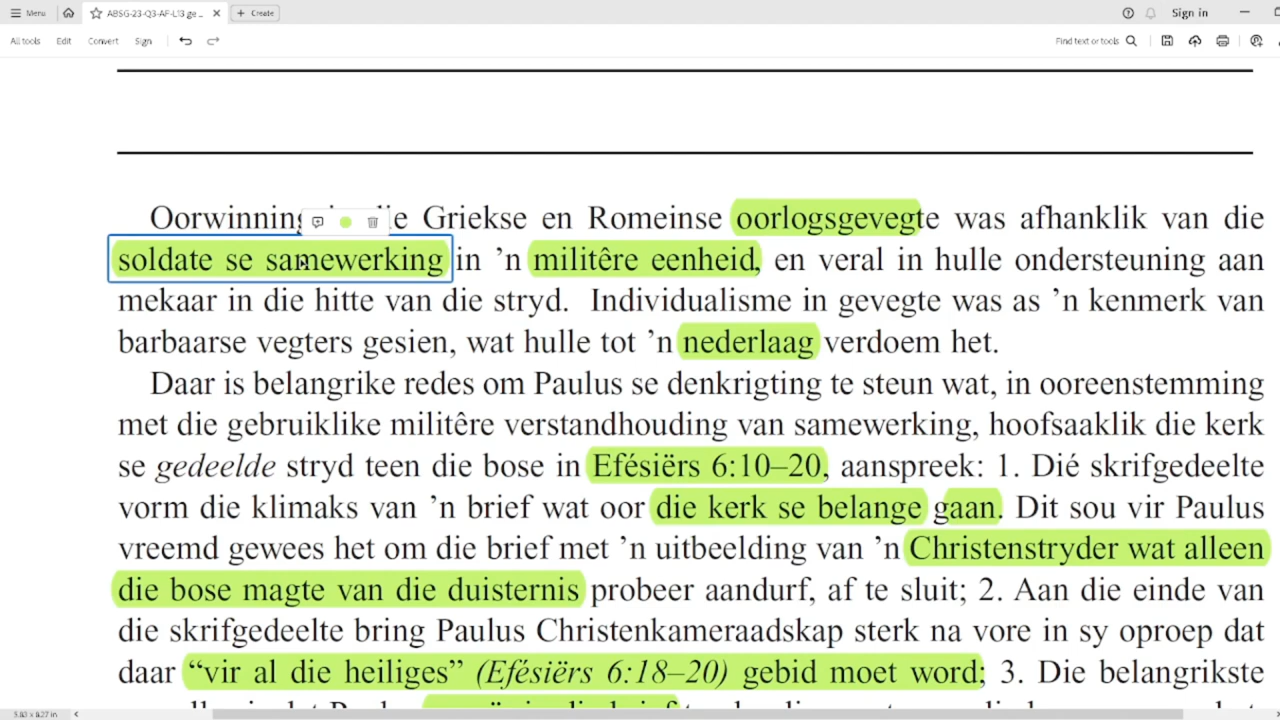 Menu ABSG-23-Q3-AF-L13 ge ... Create Sign in
All tools Edit Convert Sign Find text or tools
Oorwinning in die Griekse en Romeinse oorlogsgevegte was afhanklik van die
soldate se samewerking in ’n militêre eenheid, en veral in hulle ondersteuning aan
mekaar in die hitte van die stryd. Individualisme in gevegte was as ’n kenmerk van
barbaarse vegters gesien, wat hulle tot ’n nederlaag verdoem het.
Daar is belangrike redes om Paulus se denkrigting te steun wat, in ooreenstemming
met die gebruiklike militêre verstandhouding van samewerking, hoofsaaklik die kerk
se gedeelde stryd teen die bose in Efésiërs 6:10–20, aanspreek: 1. Dié skrifgedeelte
vorm die klimaks van ’n brief wat oor die kerk se belange gaan. Dit sou vir Paulus
vreemd gewees het om die brief met ’n uitbeelding van ’n Christenstryder wat alleen
die bose magte van die duisternis probeer aandurf, af te sluit; 2. Aan die einde van
die skrifgedeelte bring Paulus Christenkameraadskap sterk na vore in sy oproep dat
daar “vir al die heiliges” (Efésiërs 6:18–20) gebid moet word; 3. Die belangrikste
5.83 x 8.27 in